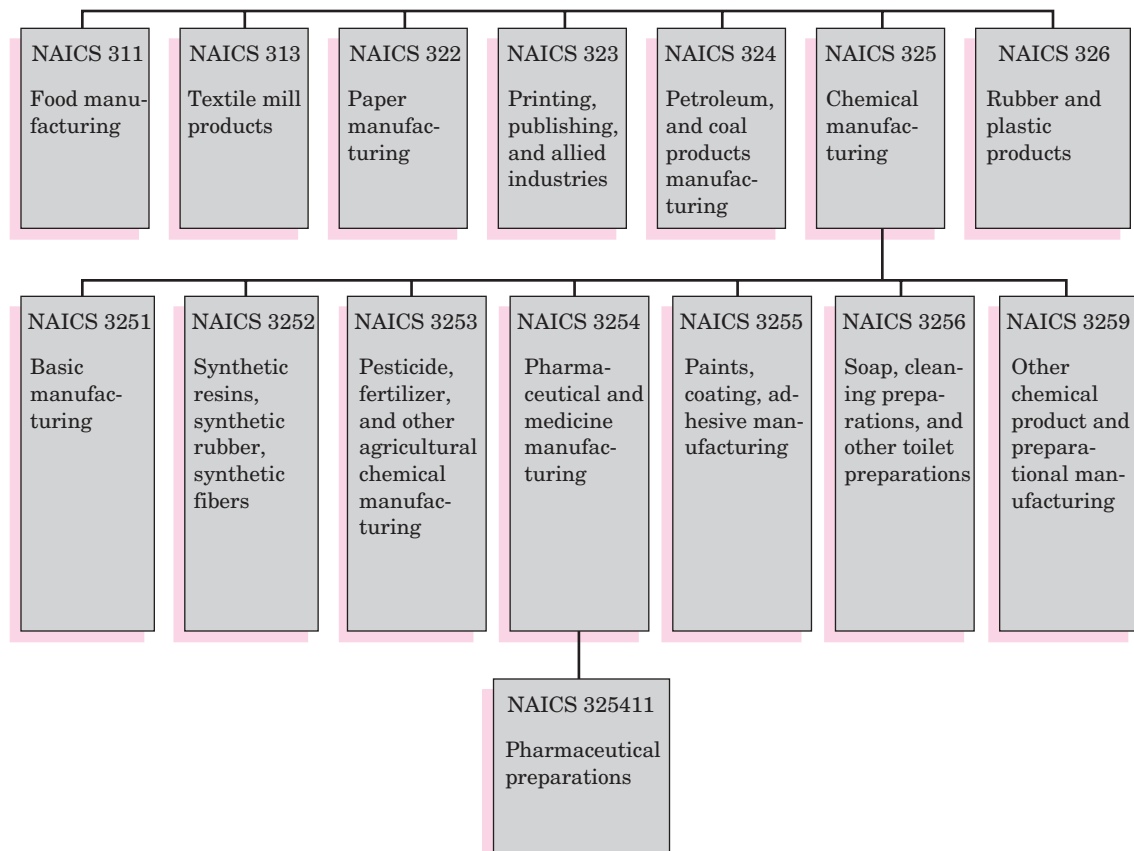 NAICS 311
Food manu-
facturing
NAICS 313
Textile mill
products
NAICS 322
Paper
manufac-
turing
NAICS 323
Printing,
publishing,
and allied
industries
NAICS 324
Petroleum,
and coal
products
manufac-
turing
NAICS 325
Chemical
manufac-
turing
NAICS 326
Rubber and
plastic
products
NAICS 3251
Basic
manufac-
turing
NAICS 3252
Synthetic
resins,
synthetic
rubber,
synthetic
fibers
NAICS 3253
Pesticide,
fertilizer,
and other
agricultural
chemical
manufac-
turing
NAICS 3254
Pharma-
ceutical and
medicine
manufac-
turing
NAICS 3255
Paints,
coating, ad-
hesive man-
ufacturing
NAICS 3256
Soap, clean-
ing prepa-
rations, and
other toilet
preparations
NAICS 3259
Other
chemical
product and
prepara-
tional man-
ufacturing
NAICS 325411
Pharmaceutical
preparations